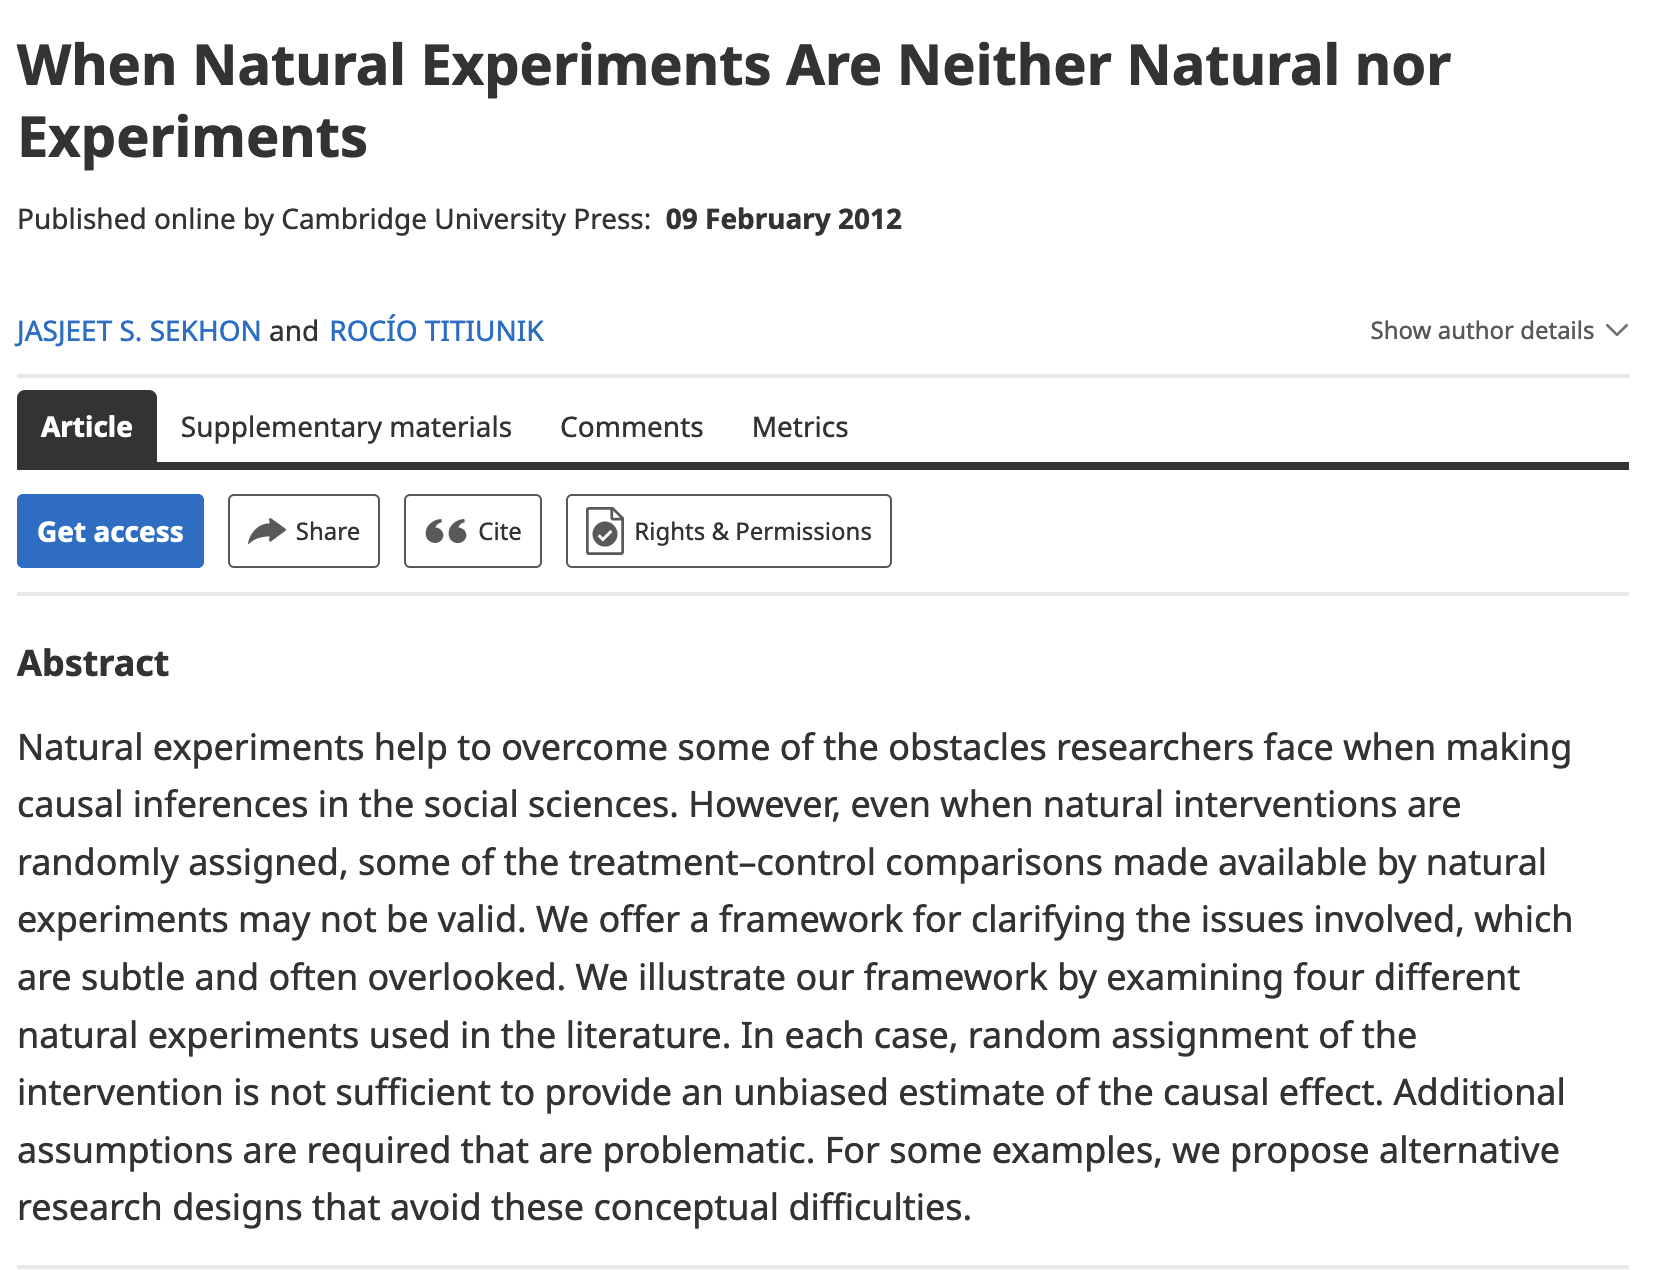 When Natural Experiments Are Neither Natural nor
Experiments
Published online by Cambridge University Press: 09 February 2012
JASJEET S. SEKHON and ROCÍO TITIUNIK
Show author details
Article
Supplementary materials
Comments
Metrics
Get access
Share
Cite
Rights & Permissions
Abstract
Natural experiments help to overcome some of the obstacles researchers face when making
causal inferences in the social sciences. However, even when natural interventions are
randomly assigned, some of the treatment–control comparisons made available by natural
experiments may not be valid. We offer a framework for clarifying the issues involved, which
are subtle and often overlooked. We illustrate our framework by examining four different
natural experiments used in the literature. In each case, random assignment of the
intervention is not sufficient to provide an unbiased estimate of the causal effect. Additional
assumptions are required that are problematic. For some examples, we propose alternative
research designs that avoid these conceptual difficulties.